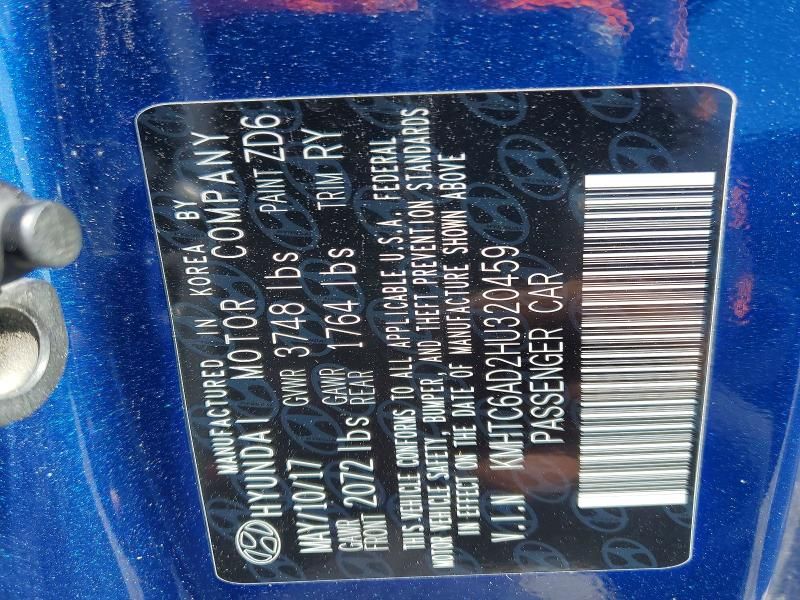 MANUFACTURED IN KOREA BY
HYUNDAI MOTOR COMPANY
MAY/10/17 GVWR 3748 lbs PAINT ZD6
GAWR FRONT 2072 lbs GAWR REAR 1764 lbs TRIM RY
THIS VEHICLE CONFORMS TO ALL APPLICABLE U.S.A. FEDERAL
MOTOR VEHICLE SAFETY, BUMPER, AND THEFT PREVENTION STANDARDS
IN EFFECT ON THE DATE OF MANUFACTURE SHOWN ABOVE
V.I.N KMHTC6AD2HU320459
PASSENGER CAR